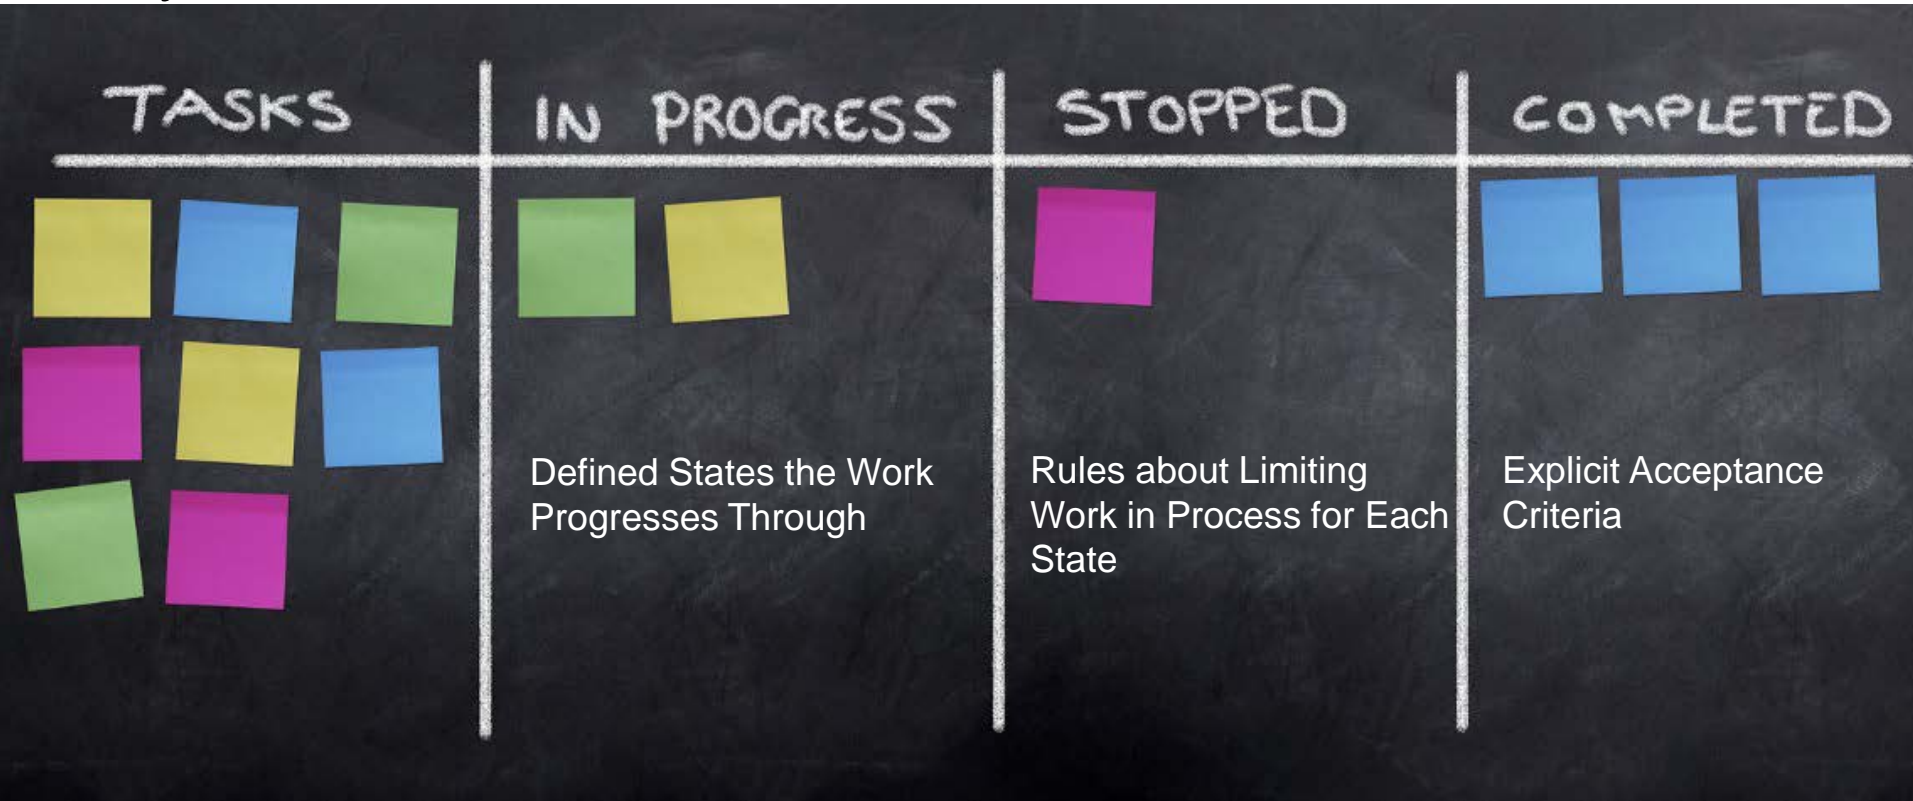 TASKS
IN PROGRESS
STOPPED
COMPLETED
Defined States the Work
Progresses Through
Rules about Limiting
Work in Process for Each
State
Explicit Acceptance
Criteria